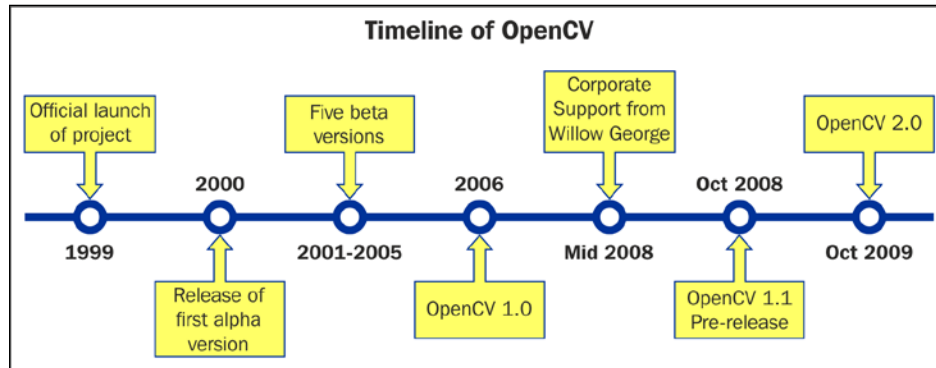 Timeline of OpenCV
Official launch
of project
1999
2000
Release of
first alpha
version
Five beta
versions
2001-2005
2006
OpenCV 1.0
Corporate
Support from
Willow George
Mid 2008
Oct 2008
OpenCV 1.1
Pre-release
OpenCV 2.0
Oct 2009